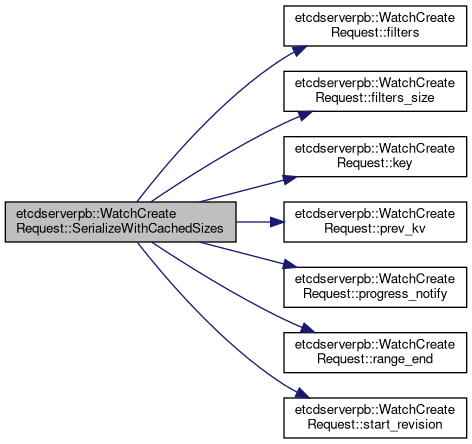 etcdserverpb::WatchCreate
Request::SerializeWithCachedSizes
etcdserverpb::WatchCreate
Request::filters
etcdserverpb::WatchCreate
Request::filters_size
etcdserverpb::WatchCreate
Request::key
etcdserverpb::WatchCreate
Request::prev_kv
etcdserverpb::WatchCreate
Request::progress_notify
etcdserverpb::WatchCreate
Request::range_end
etcdserverpb::WatchCreate
Request::start_revision